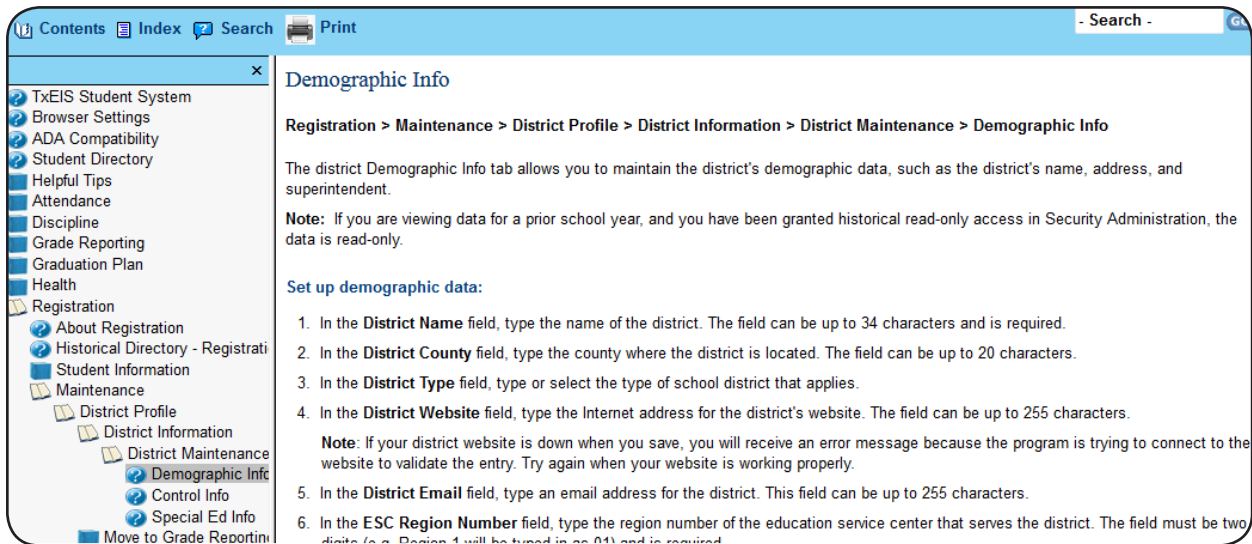 Contents Index Search Print
- Search -
GO
×
TxEIS Student System
Browser Settings
ADA Compatibility
Student Directory
Helpful Tips
Attendance
Discipline
Grade Reporting
Graduation Plan
Health
Registration
About Registration
Historical Directory - Registrati
Student Information
Maintenance
District Profile
District Information
District Maintenance
Demographic Info
Control Info
Special Ed Info
Move to Grade Reporting
Demographic Info
Registration > Maintenance > District Profile > District Information > District Maintenance > Demographic Info
The district Demographic Info tab allows you to maintain the district's demographic data, such as the district's name, address, and
superintendent.
Note: If you are viewing data for a prior school year, and you have been granted historical read-only access in Security Administration, the
data is read-only.
Set up demographic data:
1. In the District Name field, type the name of the district. The field can be up to 34 characters and is required.
2. In the District County field, type the county where the district is located. The field can be up to 20 characters.
3. In the District Type field, type or select the type of school district that applies.
4. In the District Website field, type the Internet address for the district's website. The field can be up to 255 characters.
Note: If your district website is down when you save, you will receive an error message because the program is trying to connect to the
website to validate the entry. Try again when your website is working properly.
5. In the District Email field, type an email address for the district. This field can be up to 255 characters.
6. In the ESC Region Number field, type the region number of the education service center that serves the district. The field must be two
digits (e.g. Region 1 will be typed in as 01) and is required.